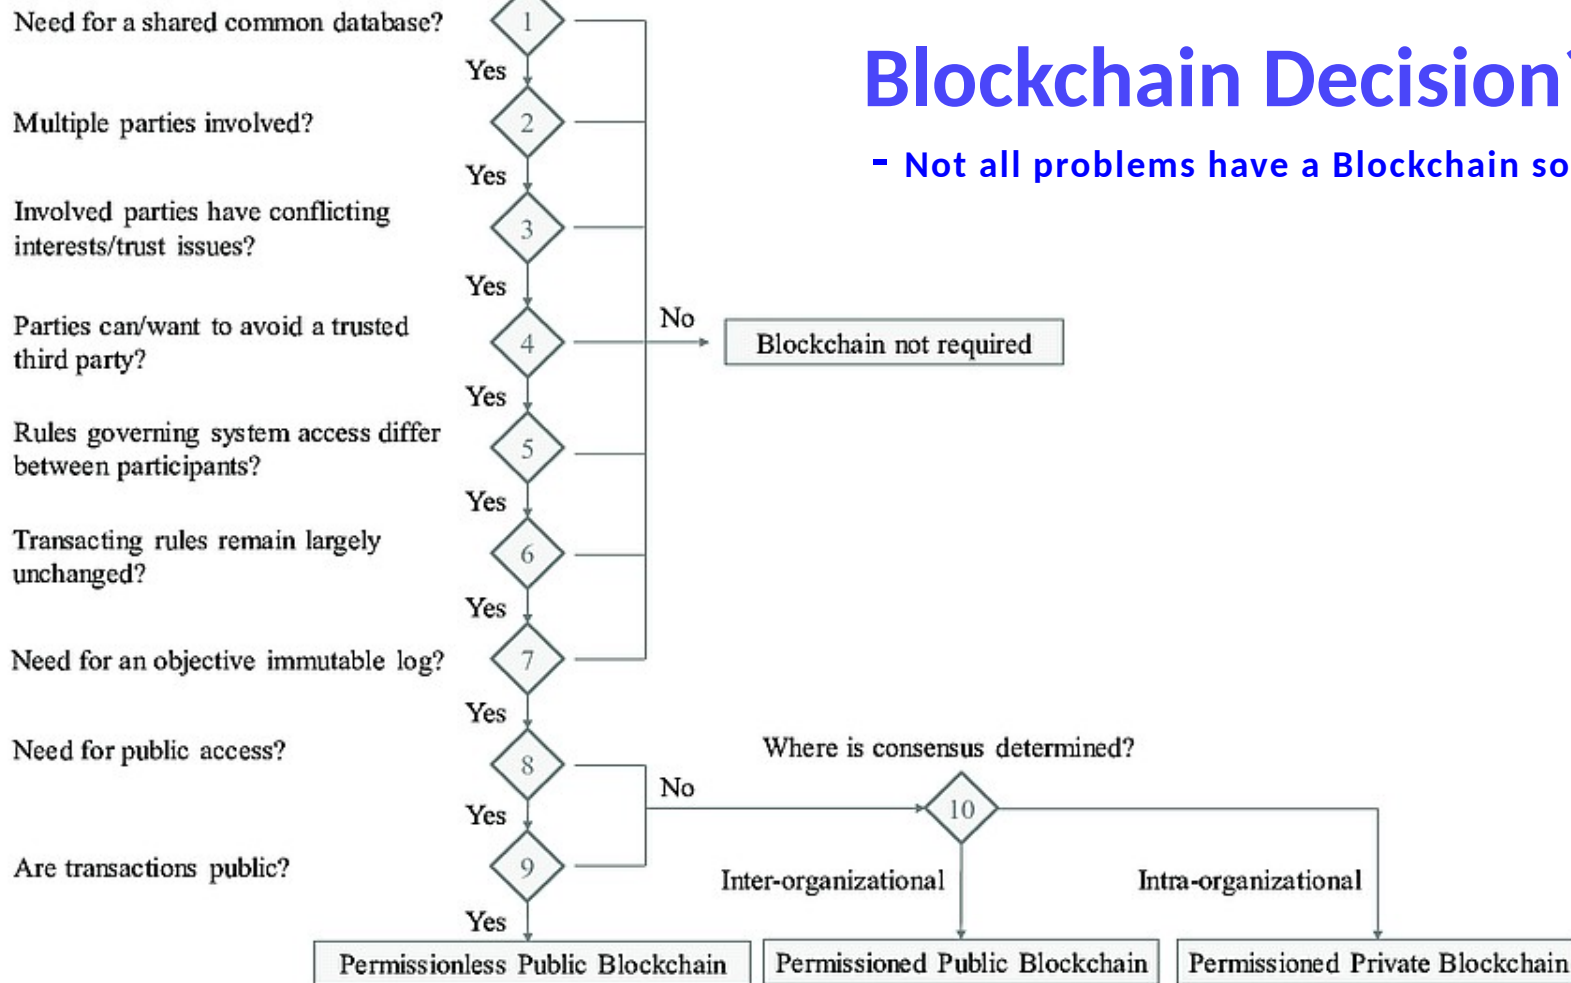 Need for a shared common database?
1
Blockchain Decision
Yes
Multiple parties involved?
2
- Not all problems have a Blockchain so
Yes
Involved parties have conflicting
interests/trust issues?
3
Yes
Parties can/want to avoid a trusted
third party?
4
No
Blockchain not required
Yes
Rules governing system access differ
between participants?
5
Yes
Transacting rules remain largely
unchanged?
6
Yes
Need for an objective immutable log?
7
Yes
Need for public access?
8
Where is consensus determined?
No
10
Yes
Are transactions public?
9
Inter-organizational
Intra-organizational
Yes
Permissionless Public Blockchain
Permissioned Public Blockchain
Permissioned Private Blockchain